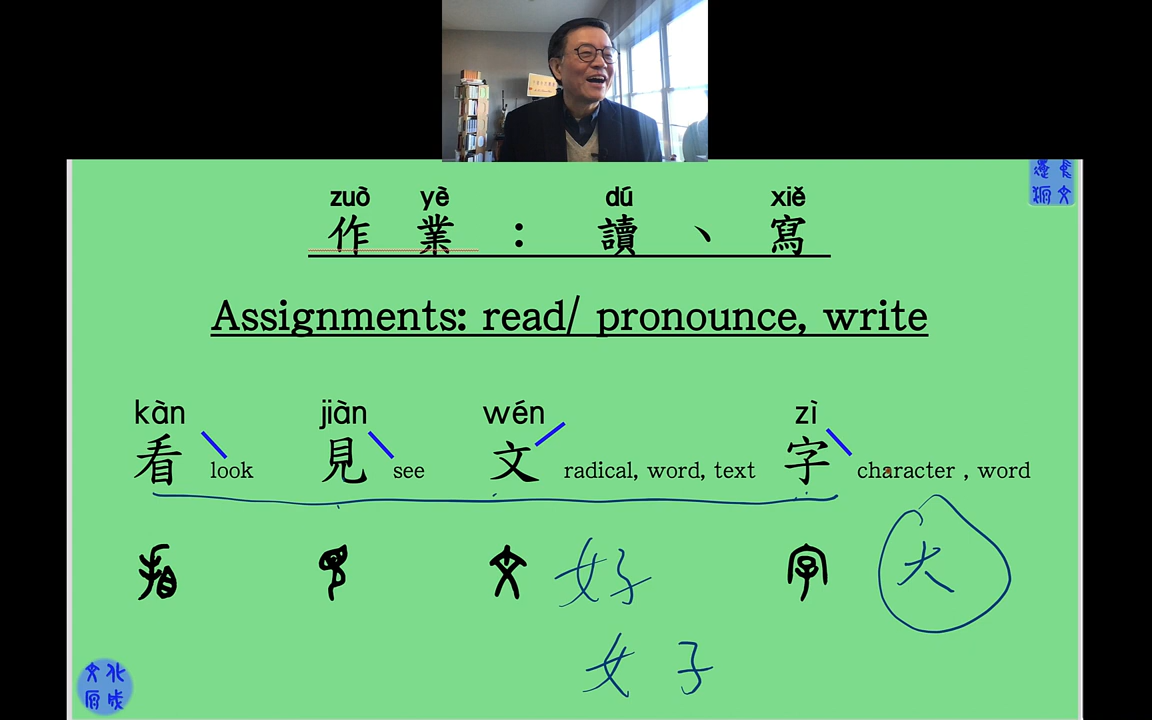 zuò yè dú xiě
作業：讀、寫
Assignments: read/ pronounce, write
kàn jiàn wén zì
看 look 見 see 文 radical, word, text 字 character , word
好 大
女 子